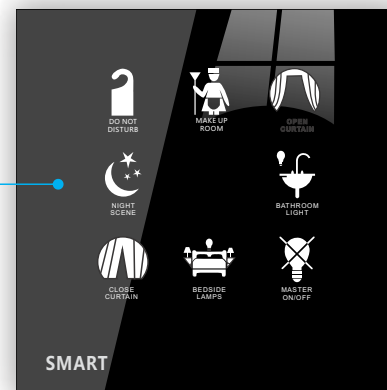 DO NOT
DISTURB
MAKE UP
ROOM
OPEN
CURTAIN
NIGHT
SCENE
BATHROOM
LIGHT
CLOSE
CURTAIN
BEDSIDE
LAMPS
MASTER
ON/OFF
SMART